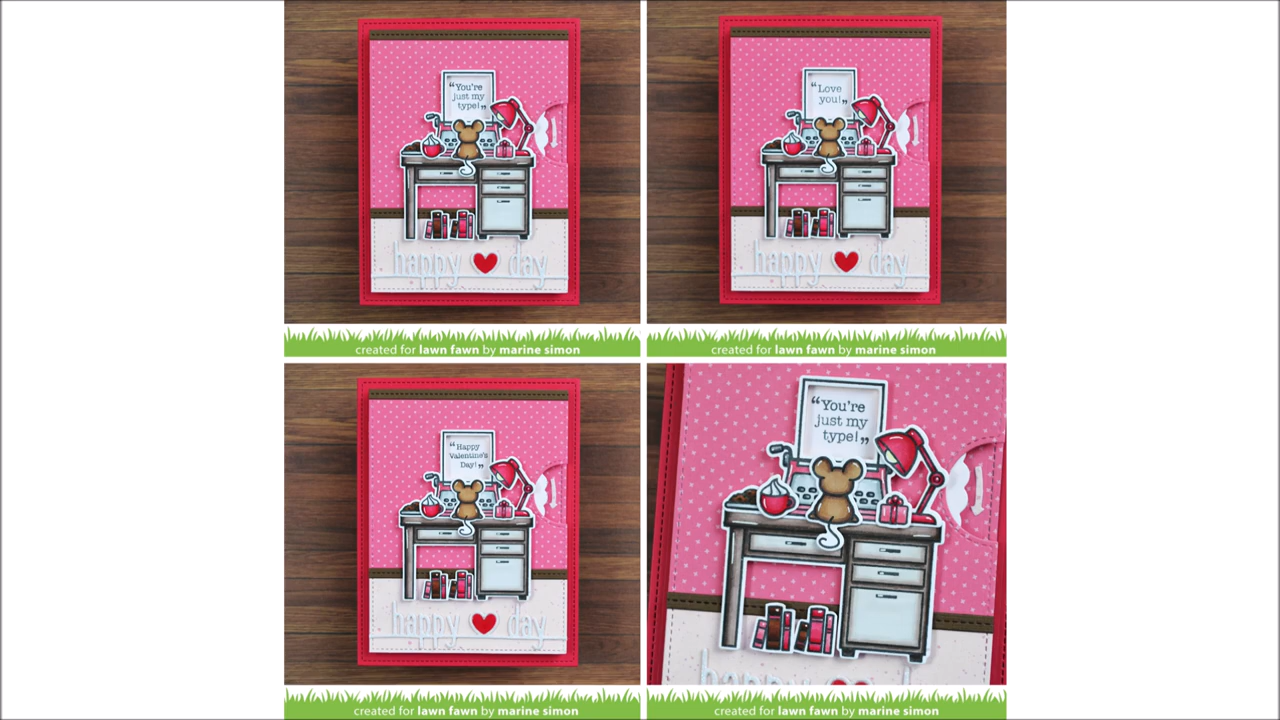 “You’re
just my
type!„
happy day
created for lawn fawn by marine simon
“Love
you!„
happy day
created for lawn fawn by marine simon
“Happy
Valentine’s
Day!„
happy day
created for lawn fawn by marine simon
“You’re
just my
type!„
created for lawn fawn by marine simon